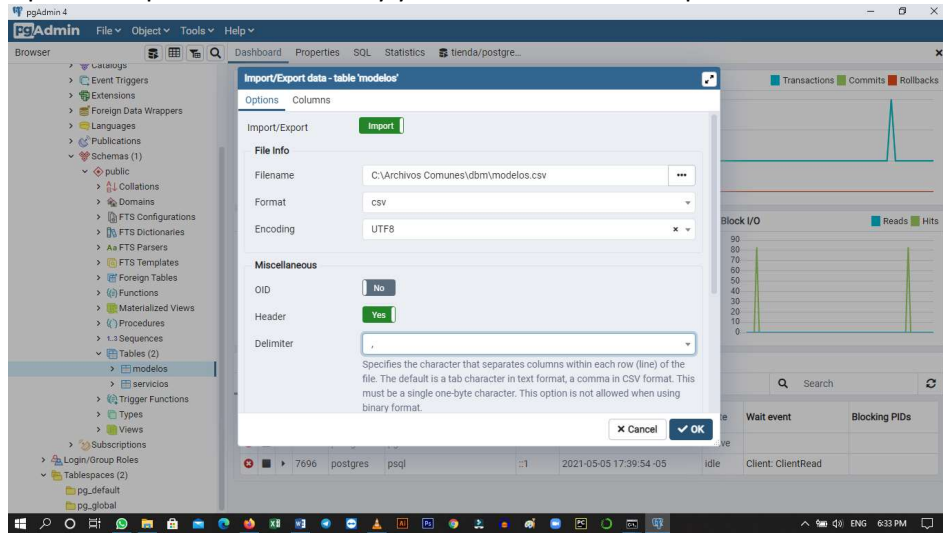 pgAdmin 4
pgAdmin File Object Tools Help
Browser
Dashboard Properties SQL Statistics tienda/postgre...
Catalogs
Event Triggers
Extensions
Foreign Data Wrappers
Languages
Publications
Schemas (1)
public
Collations
Domains
FTS Configurations
FTS Dictionaries
FTS Parsers
FTS Templates
Foreign Tables
Functions
Materialized Views
Procedures
1..3 Sequences
Tables (2)
modelos
servicios
Trigger Functions
Types
Views
Subscriptions
Login/Group Roles
Tablespaces (2)
pg_default
pg_global
Import/Export data - table 'modelos'
Options Columns
Import/Export Import
File Info
Filename C:\Archivos Comunes\dbm\modelos.csv
Format csv
Encoding UTF8
Miscellaneous
OID No
Header Yes
Delimiter ,
Specifies the character that separates columns within each row (line) of the
file. The default is a tab character in text format, a comma in CSV format. This
must be a single one-byte character. This option is not allowed when using
binary format.
Cancel OK
Transactions Commits Rollbacks
Block I/O Reads Hits
90
80
70
60
50
40
30
20
10
0
Search
Wait event Blocking PIDs
7696 postgres psql ::1 2021-05-05 17:39:54 -05 idle Client: ClientRead
ENG 6:33 PM